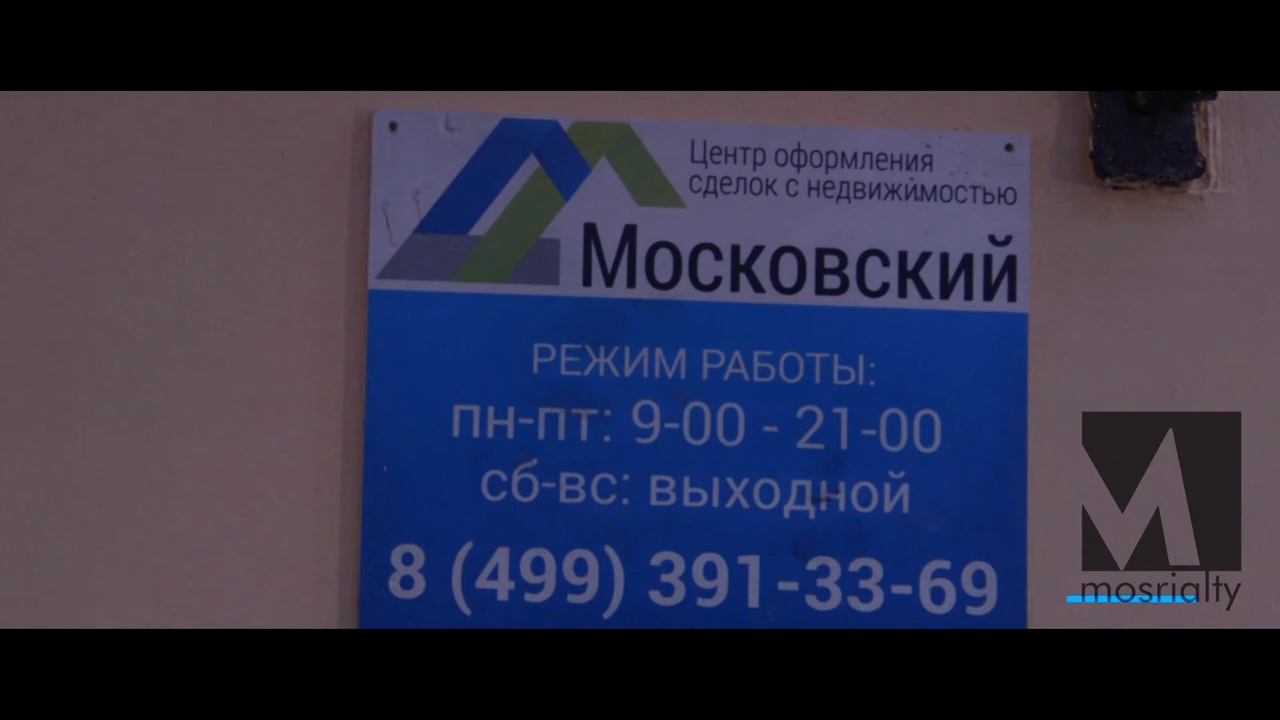 Центр оформления
сделок с недвижимостью
Московский
РЕЖИМ РАБОТЫ:
пн-пт: 9-00 - 21-00
сб-вс: выходной
8 (499) 391-33-69
M
mosrialty